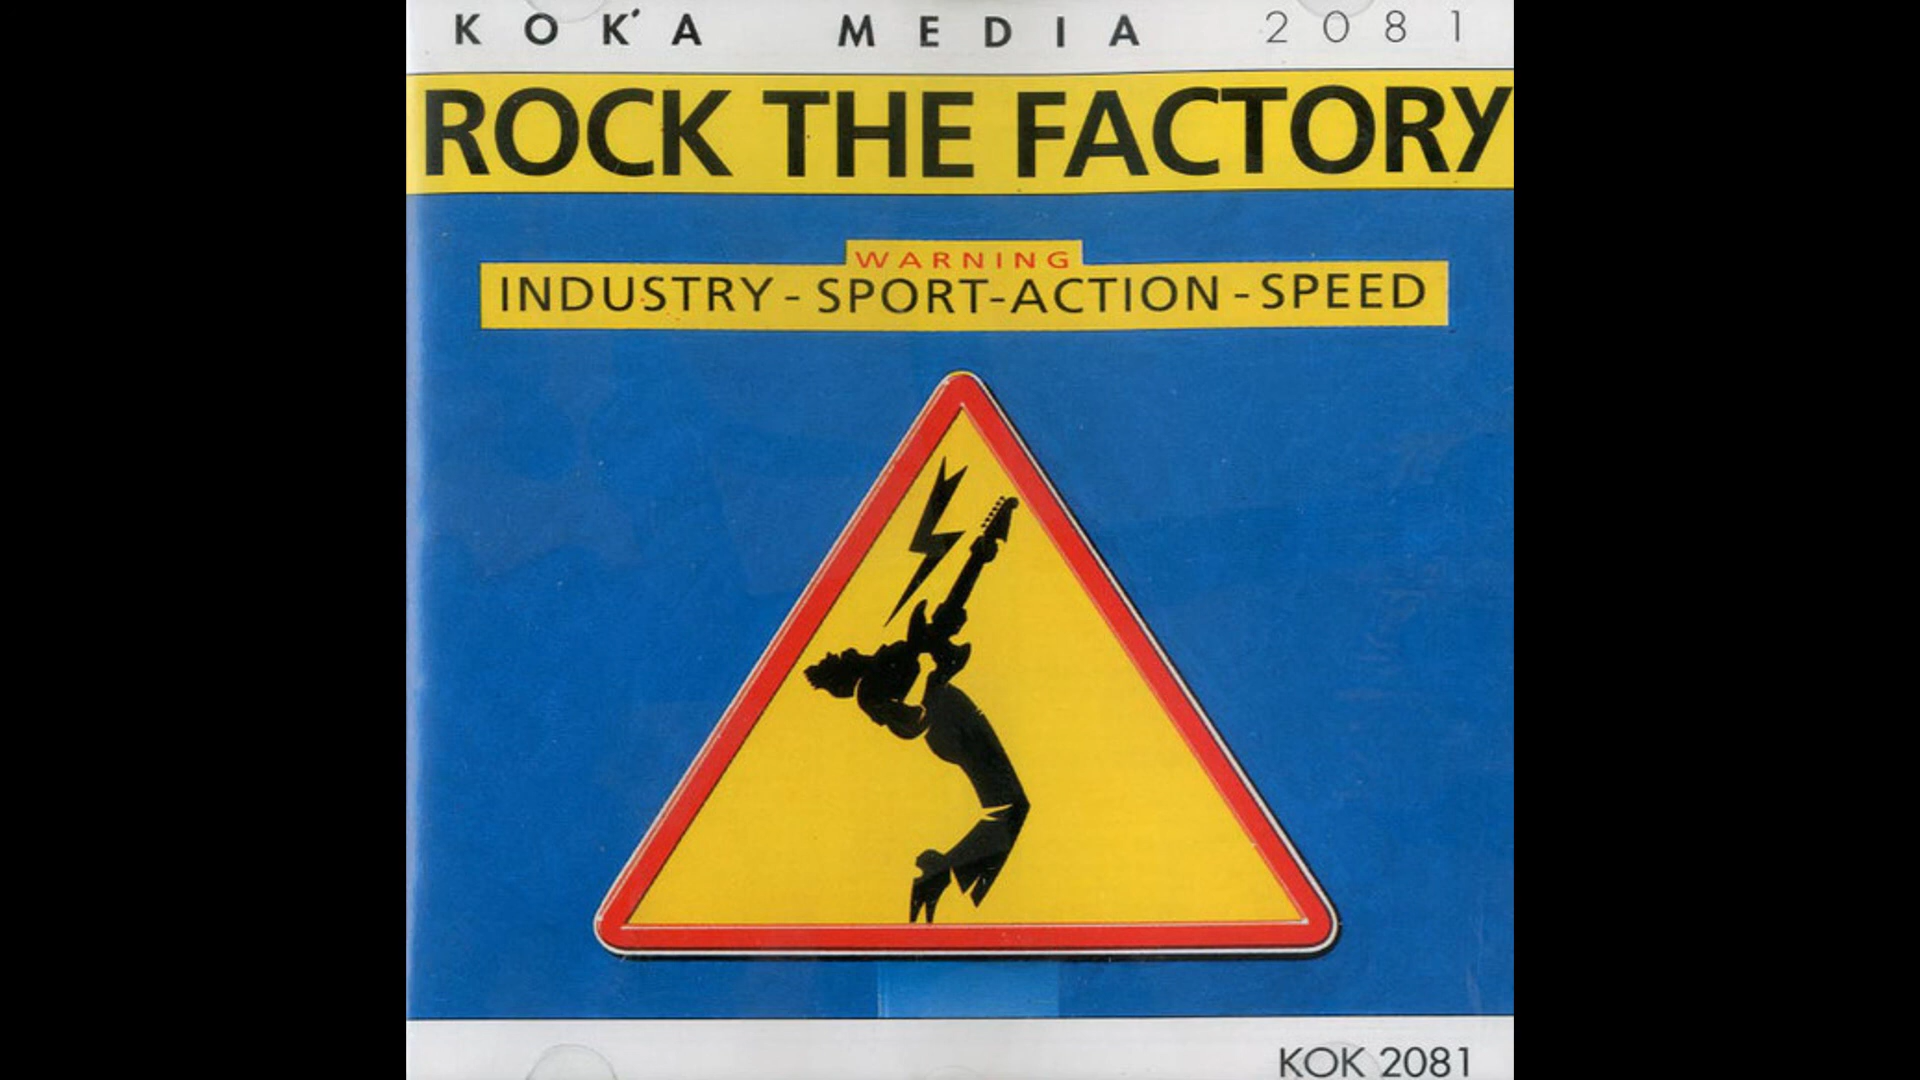 KOK'A MEDIA 2081
ROCK THE FACTORY
WARNING
INDUSTRY - SPORT-ACTION - SPEED
KOK 2081